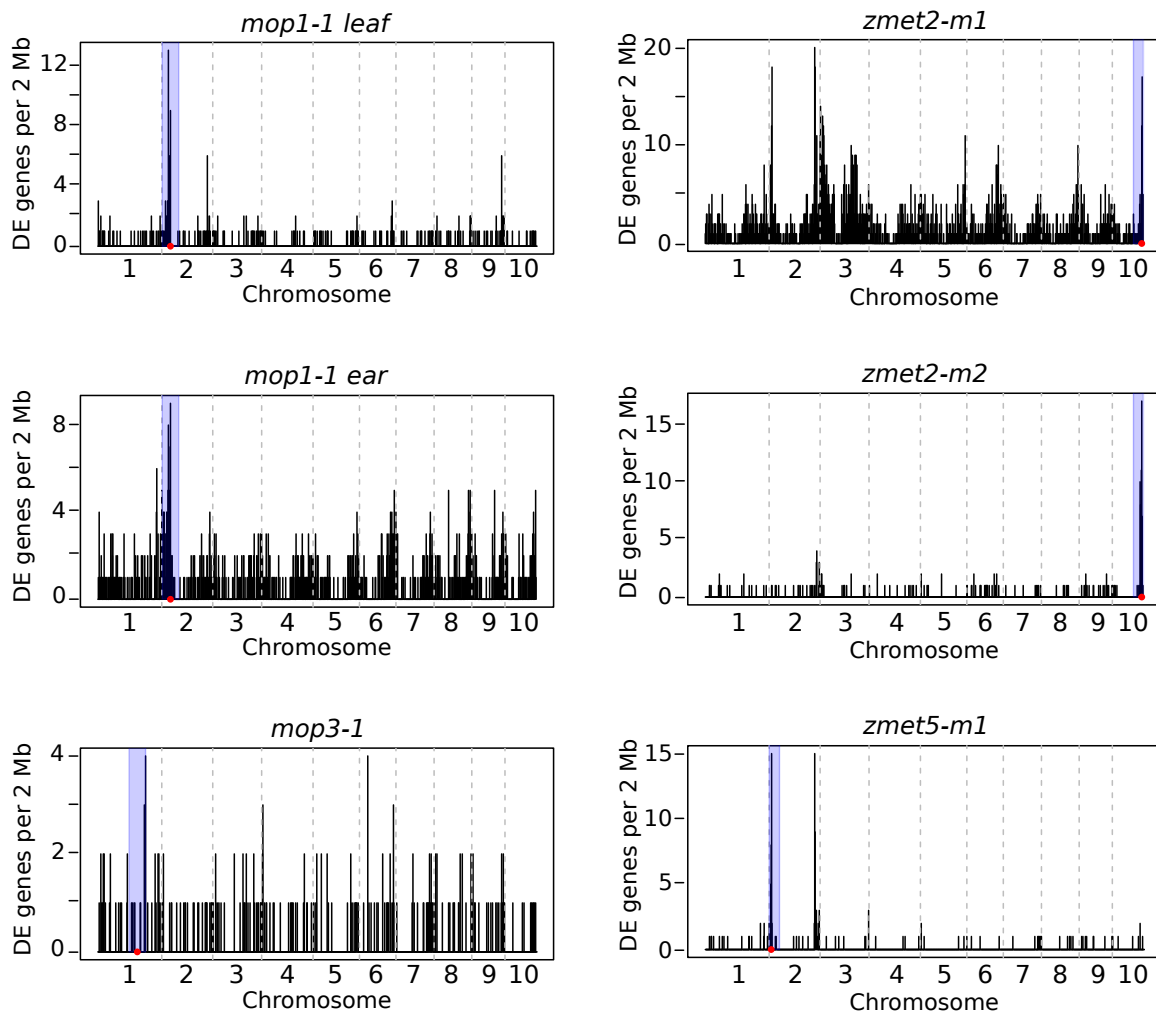 mop1-1 leaf
DE genes per 2 Mb
12
8
4
0
1 2 3 4 5 6 7 8 9 10
Chromosome
zmet2-m1
DE genes per 2 Mb
20
10
0
1 2 3 4 5 6 7 8 9 10
Chromosome
mop1-1 ear
DE genes per 2 Mb
8
4
0
1 2 3 4 5 6 7 8 9 10
Chromosome
zmet2-m2
DE genes per 2 Mb
15
10
5
0
1 2 3 4 5 6 7 8 9 10
Chromosome
mop3-1
DE genes per 2 Mb
4
2
0
1 2 3 4 5 6 7 8 9 10
Chromosome
zmet5-m1
DE genes per 2 Mb
15
10
5
0
1 2 3 4 5 6 7 8 9 10
Chromosome